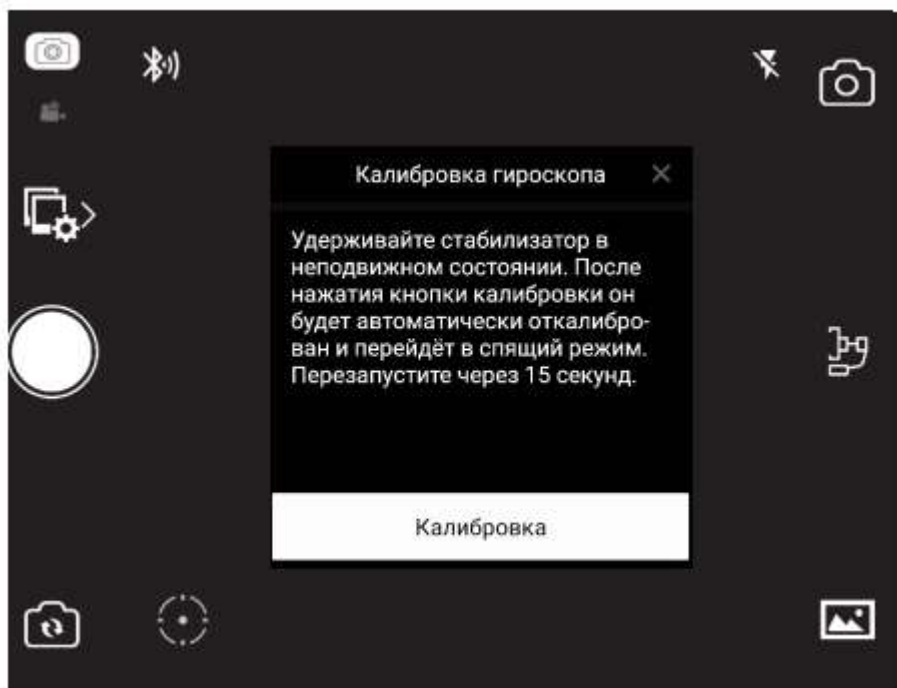 Калибровка гироскопа
Удерживайте стабилизатор в
неподвижном состоянии. После
нажатия кнопки калибровки он
будет автоматически откалибро-
ван и перейдёт в спящий режим.
Перезапустите через 15 секунд.
Калибровка